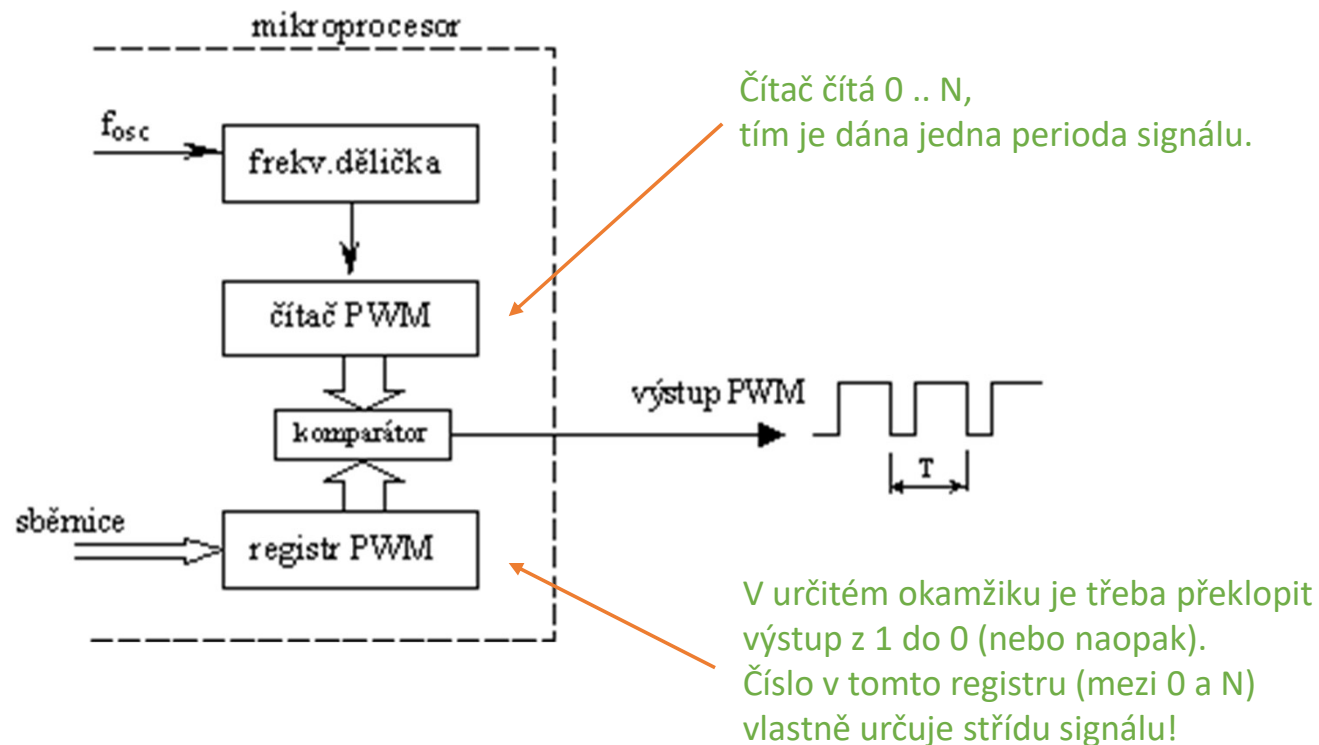 mikroprocesor
Čítač čítá 0 .. N,
tím je dána jedna perioda signálu.
fosc
frekv.dělička
čítač PWM
výstup PWM
komparátor
T
sběrnice
registr PWM
V určitém okamžiku je třeba překlopit
výstup z 1 do 0 (nebo naopak).
Číslo v tomto registru (mezi 0 a N)
vlastně určuje střídu signálu!